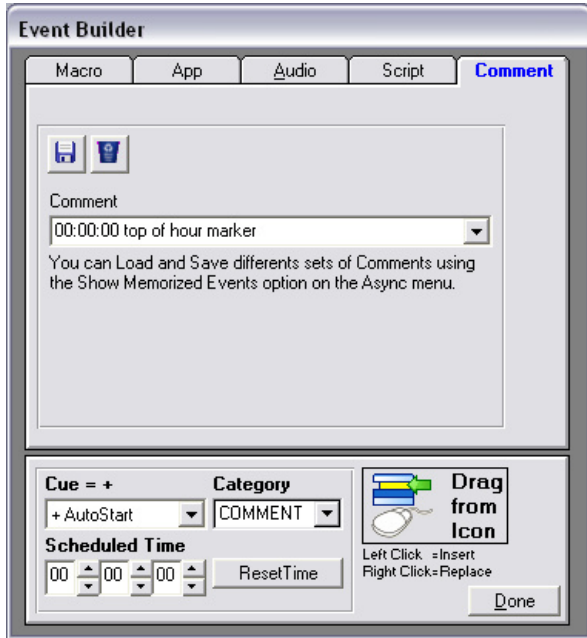 Event Builder
Macro App Audio Script Comment
Comment
00:00:00 top of hour marker
You can Load and Save differents sets of Comments using
the Show Memorized Events option on the Async menu.
Cue = + Category
+ AutoStart COMMENT
Scheduled Time
00 00 00 ResetTime
Drag
from
Icon
Left Click =Insert
Right Click=Replace
Done